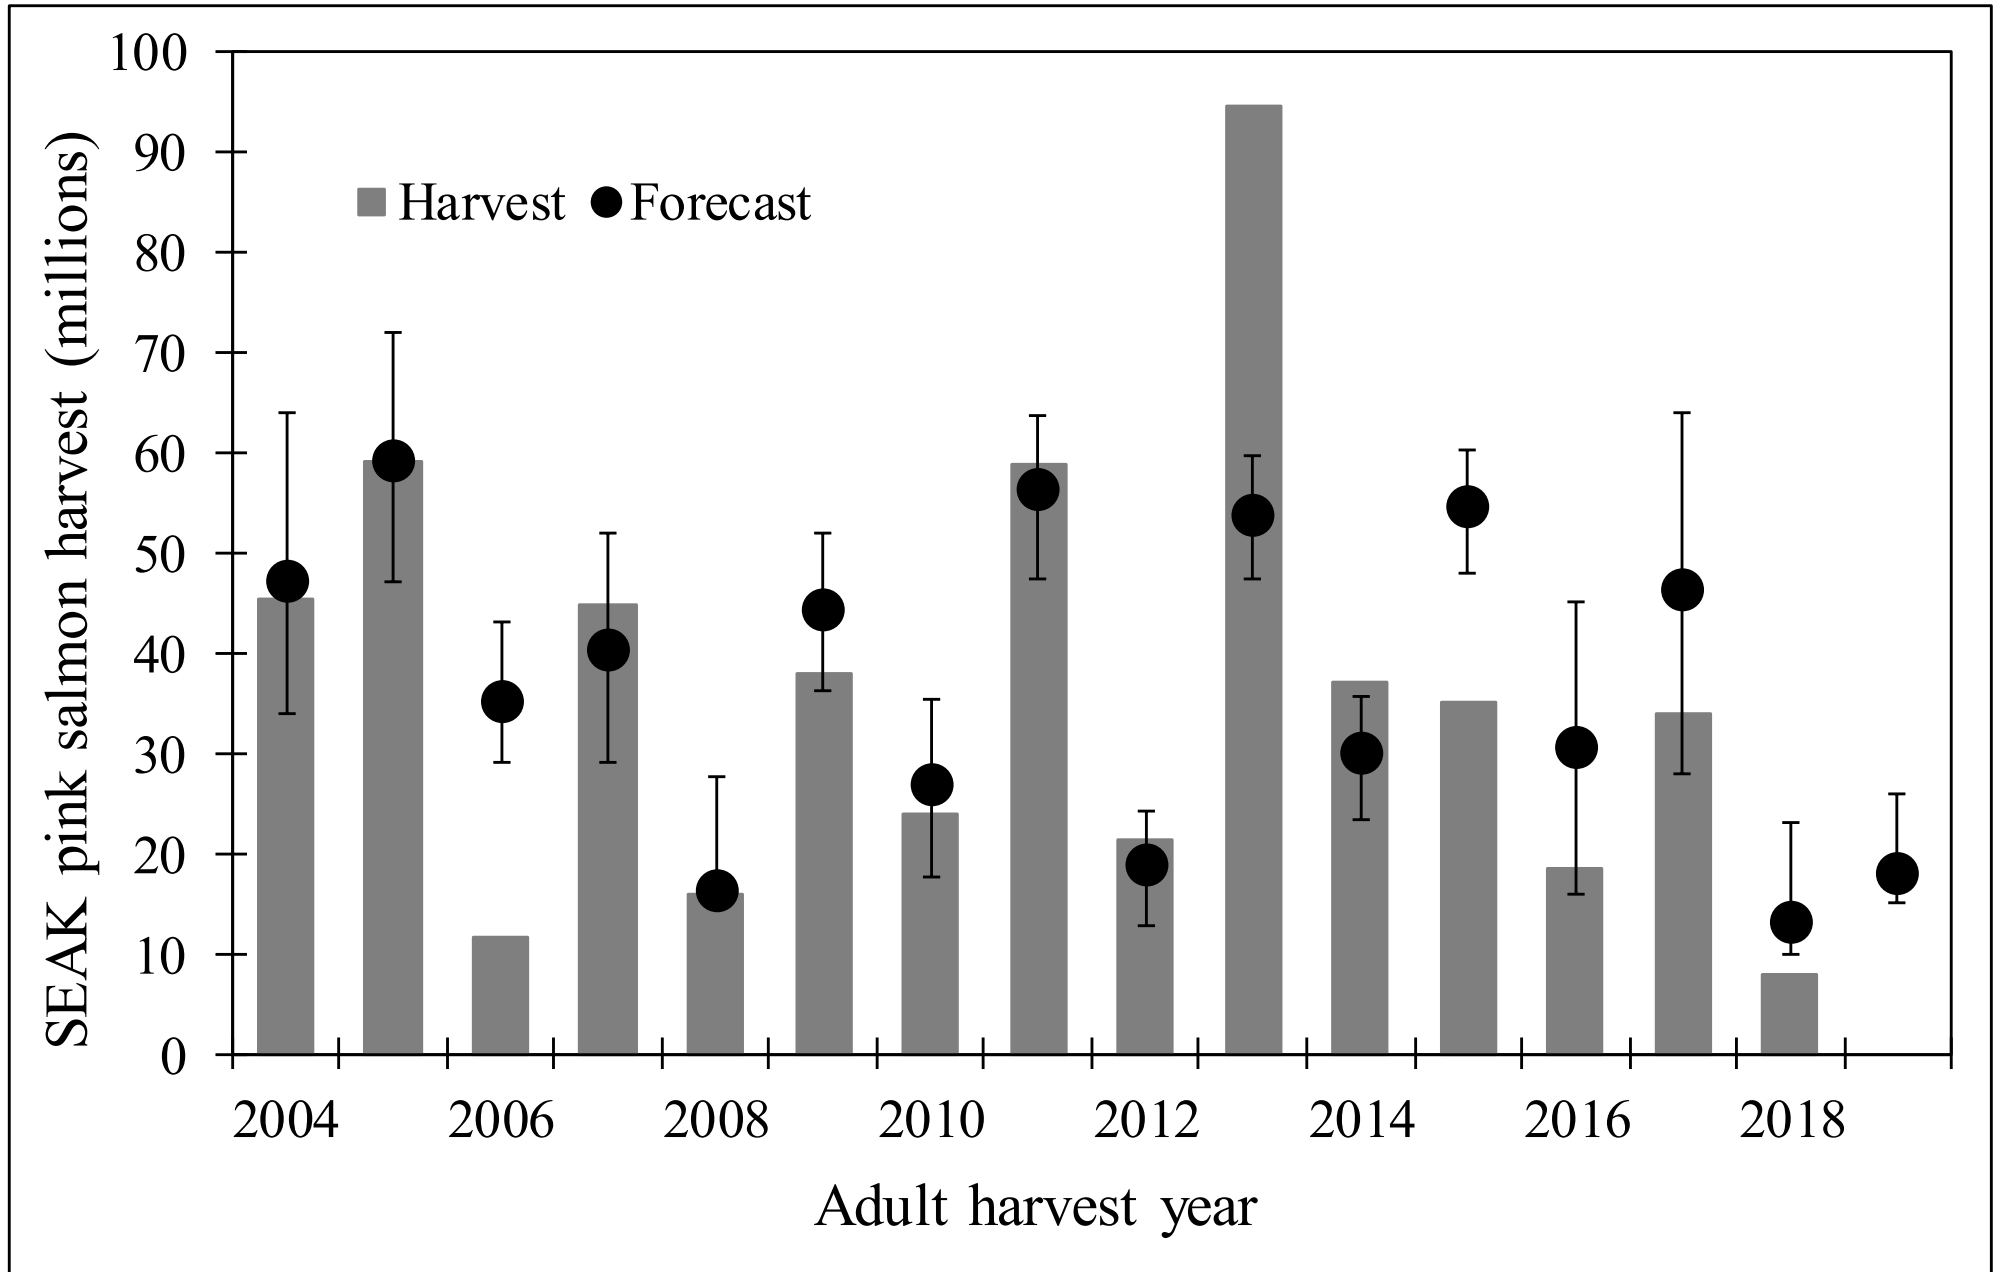 100
90
80
70
60
50
40
30
20
10
0
SEAK pink salmon harvest (millions)
Harvest Forecast
2004 2006 2008 2010 2012 2014 2016 2018
Adult harvest year